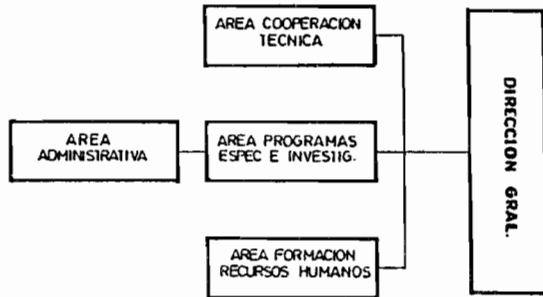 AREA COOPERACION
TECNICA
AREA
ADMINISTRATIVA
AREA PROGRAMAS
ESPEC E INVESTIG.
AREA FORMACION
RECURSOS HUMANOS
DIRECCION GRAL.